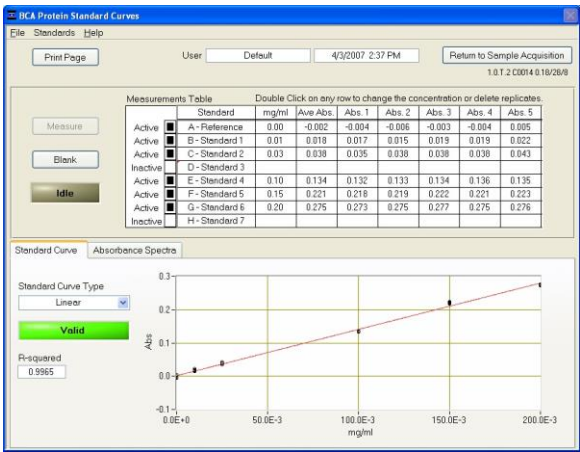 BCA Protein Standard Curves
File Standards Help
Print Page User Default 4/3/2007 2:37 PM Return to Sample Acquisition
1.0.T.2 C0014 0.18/28/8
Measurements Table Double Click on any row to change the concentration or delete replicates.
Standard mg/ml Ave Abs. Abs. 1 Abs. 2 Abs. 3 Abs. 4 Abs. 5
Active A - Reference 0.00 -0.002 -0.004 -0.006 -0.003 -0.004 0.005
Active B - Standard 1 0.01 0.018 0.017 0.015 0.019 0.019 0.022
Active C - Standard 2 0.03 0.038 0.035 0.038 0.038 0.038 0.043
Inactive D - Standard 3
Active E - Standard 4 0.10 0.134 0.132 0.133 0.134 0.136 0.135
Active F - Standard 5 0.15 0.221 0.218 0.219 0.222 0.221 0.223
Active G - Standard 6 0.20 0.275 0.273 0.275 0.277 0.275 0.276
Inactive H - Standard 7
Measure
Blank
Idle
Standard Curve Absorbance Spectra
Standard Curve Type
Linear
Valid
R-squared
0.9965
Abs
0.3
0.2
0.1
0.0
-0.1
0.0E+0 50.0E-3 100.0E-3 150.0E-3 200.0E-3
mg/ml